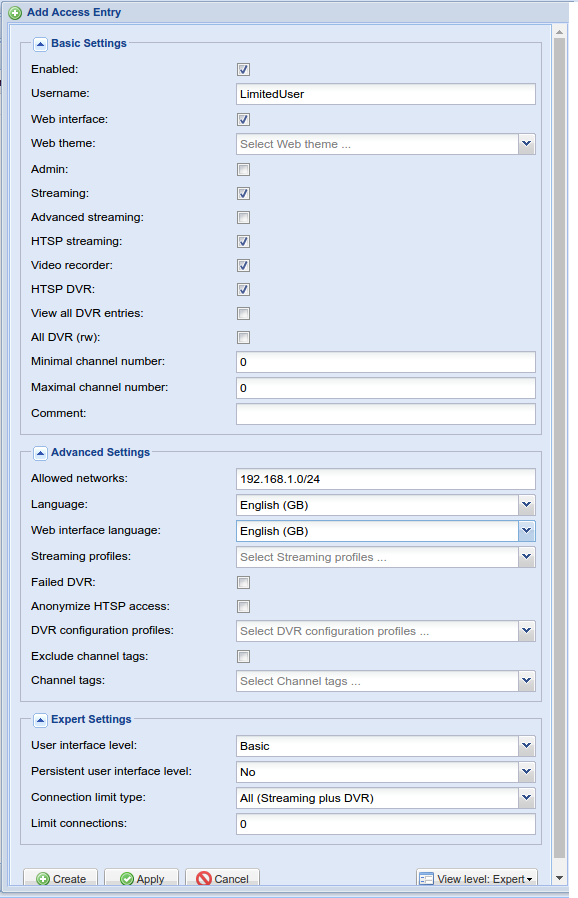 Add Access Entry
Basic Settings
Enabled:
Username: LimitedUser
Web interface:
Web theme: Select Web theme ...
Admin:
Streaming:
Advanced streaming:
HTSP streaming:
Video recorder:
HTSP DVR:
View all DVR entries:
All DVR (rw):
Minimal channel number: 0
Maximal channel number: 0
Comment:
Advanced Settings
Allowed networks: 192.168.1.0/24
Language: English (GB)
Web interface language: English (GB)
Streaming profiles: Select Streaming profiles ...
Failed DVR:
Anonymize HTSP access:
DVR configuration profiles: Select DVR configuration profiles ...
Exclude channel tags:
Channel tags: Select Channel tags ...
Expert Settings
User interface level: Basic
Persistent user interface level: No
Connection limit type: All (Streaming plus DVR)
Limit connections: 0
Create Apply Cancel View level: Expert